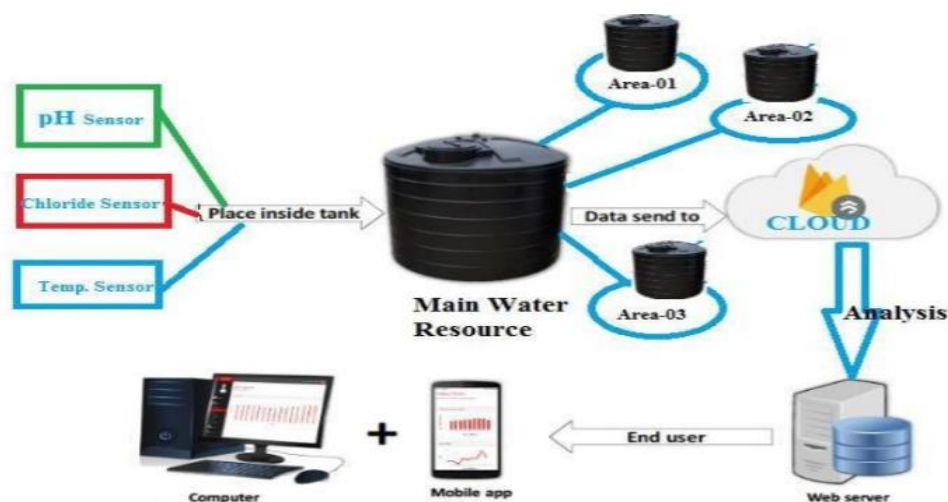 Area-01
Area-02
pH Sensor
Chloride Sensor
Temp. Sensor
Place inside tank
Data send to
CLOUD
Main Water
Resource
Area-03
Analysis
End user
Computer
Mobile app
Web server